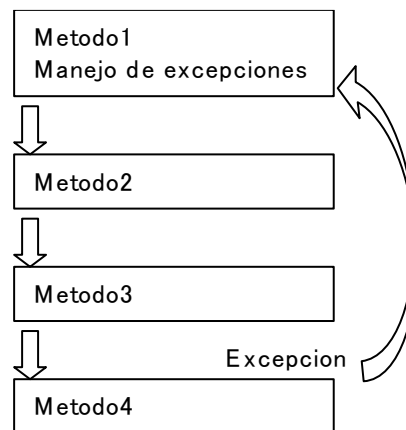 Metodo1
Manejo de excepciones
Metodo2
Metodo3
Excepcion
Metodo4